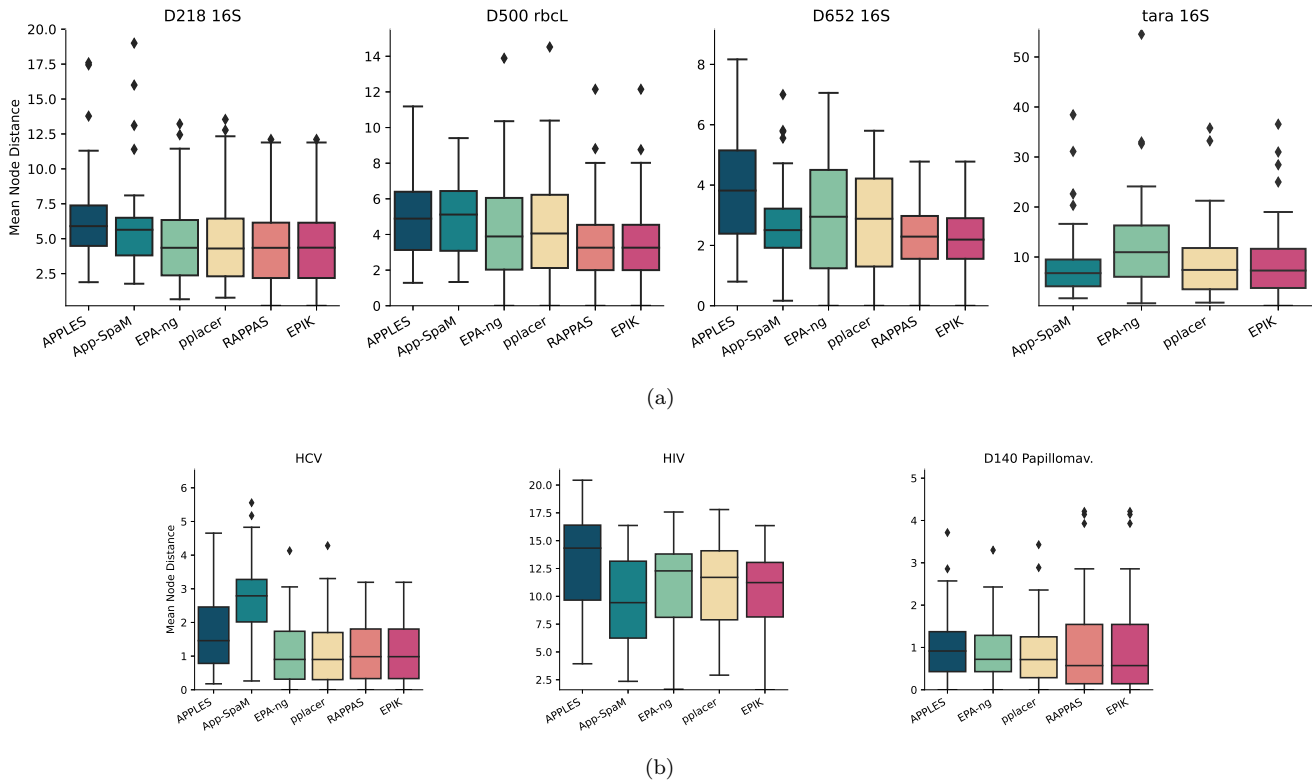 D218 16S
D500 rbcL
D652 16S
tara 16S
Mean Node Distance
20.0
17.5
15.0
12.5
10.0
7.5
5.0
2.5
APPLES
App-SpaM
EPA-ng
pplacer
RAPPAS
EPIK
14
12
10
8
6
4
2
0
APPLES
App-SpaM
EPA-ng
pplacer
RAPPAS
EPIK
8
6
4
2
0
APPLES
App-SpaM
EPA-ng
pplacer
RAPPAS
EPIK
50
40
30
20
10
App-SpaM
EPA-ng
pplacer
EPIK
(a)
HCV
HIV
D140 Papillomav.
Mean Node Distance
6
5
4
3
2
1
0
APPLES
App-SpaM
EPA-ng
pplacer
RAPPAS
EPIK
20.0
17.5
15.0
12.5
10.0
7.5
5.0
2.5
APPLES
App-SpaM
EPA-ng
pplacer
EPIK
5
4
3
2
1
0
APPLES
EPA-ng
pplacer
RAPPAS
EPIK
(b)